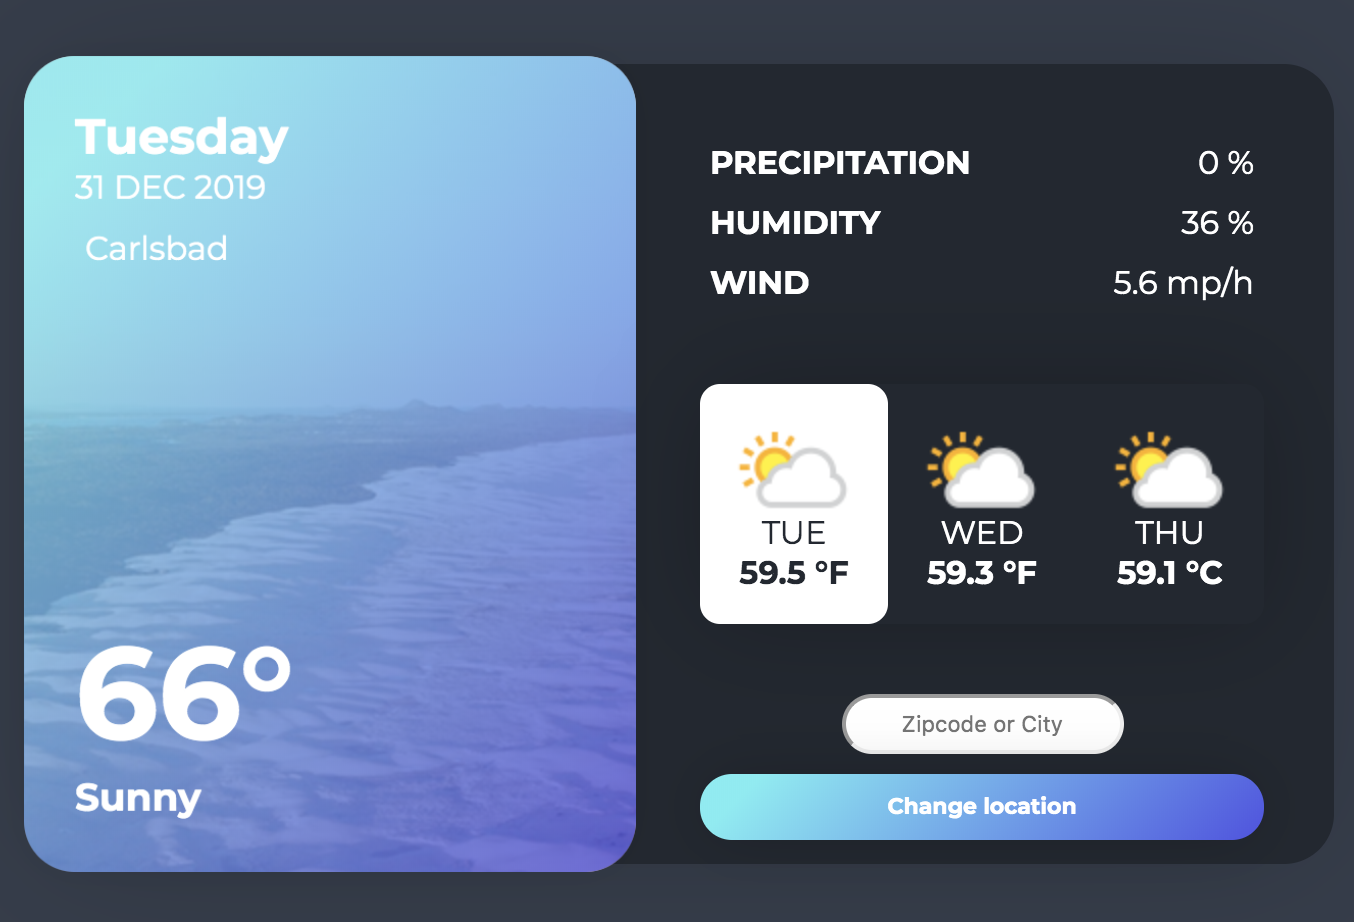 Tuesday
31 DEC 2019
Carlsbad
66°
Sunny
PRECIPITATION 0 %
HUMIDITY 36 %
WIND 5.6 mp/h
TUE WED THU
59.5 °F 59.3 °F 59.1 °C
Zipcode or City
Change location